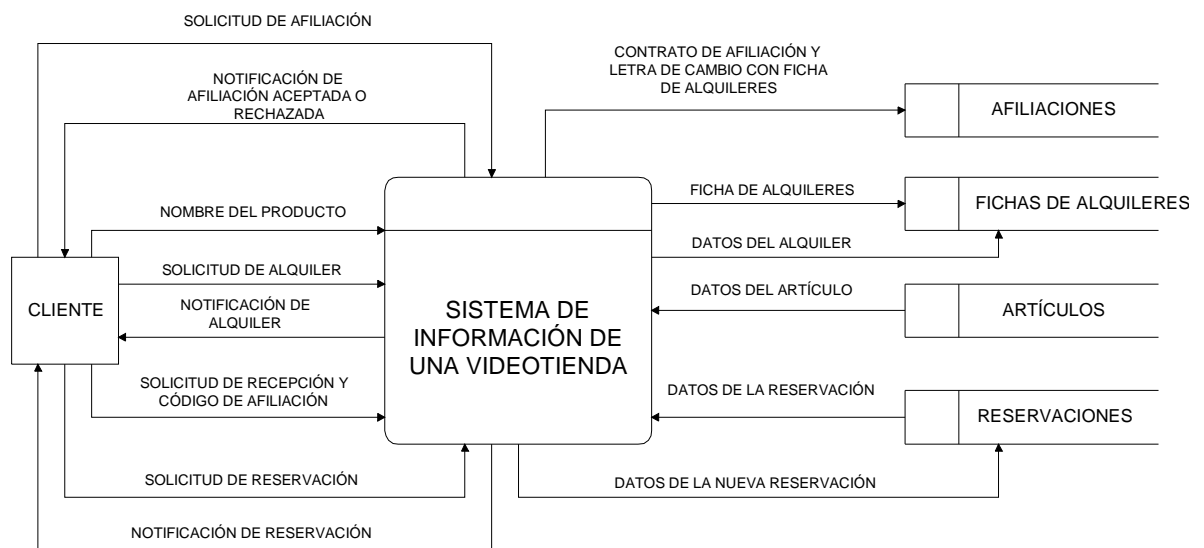 SOLICITUD DE AFILIACIÓN
NOTIFICACIÓN DE
AFILIACIÓN ACEPTADA O
RECHAZADA
CONTRATO DE AFILIACIÓN Y
LETRA DE CAMBIO CON FICHA
DE ALQUILERES
AFILIACIONES
NOMBRE DEL PRODUCTO
FICHA DE ALQUILERES
FICHAS DE ALQUILERES
DATOS DEL ALQUILER
SOLICITUD DE ALQUILER
CLIENTE
NOTIFICACIÓN DE
ALQUILER
SISTEMA DE
INFORMACIÓN DE
UNA VIDEOTIENDA
DATOS DEL ARTÍCULO
ARTÍCULOS
SOLICITUD DE RECEPCIÓN Y
CÓDIGO DE AFILIACIÓN
DATOS DE LA RESERVACIÓN
RESERVACIONES
SOLICITUD DE RESERVACIÓN
DATOS DE LA NUEVA RESERVACIÓN
NOTIFICACIÓN DE RESERVACIÓN